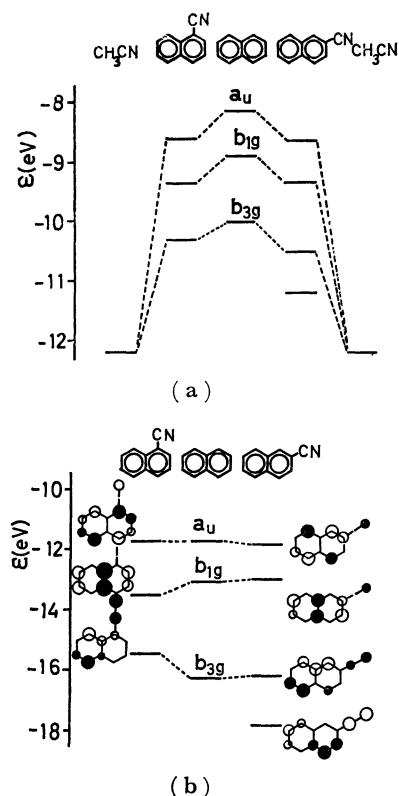 CN
CH3CN
CN
CH3CN
ε(eV)
-8
-9
-10
-11
-12
au
b1g
b3g
(a)
CN
CN
ε(eV)
-10
-12
-14
-16
-18
au
b1g
b3g
(b)